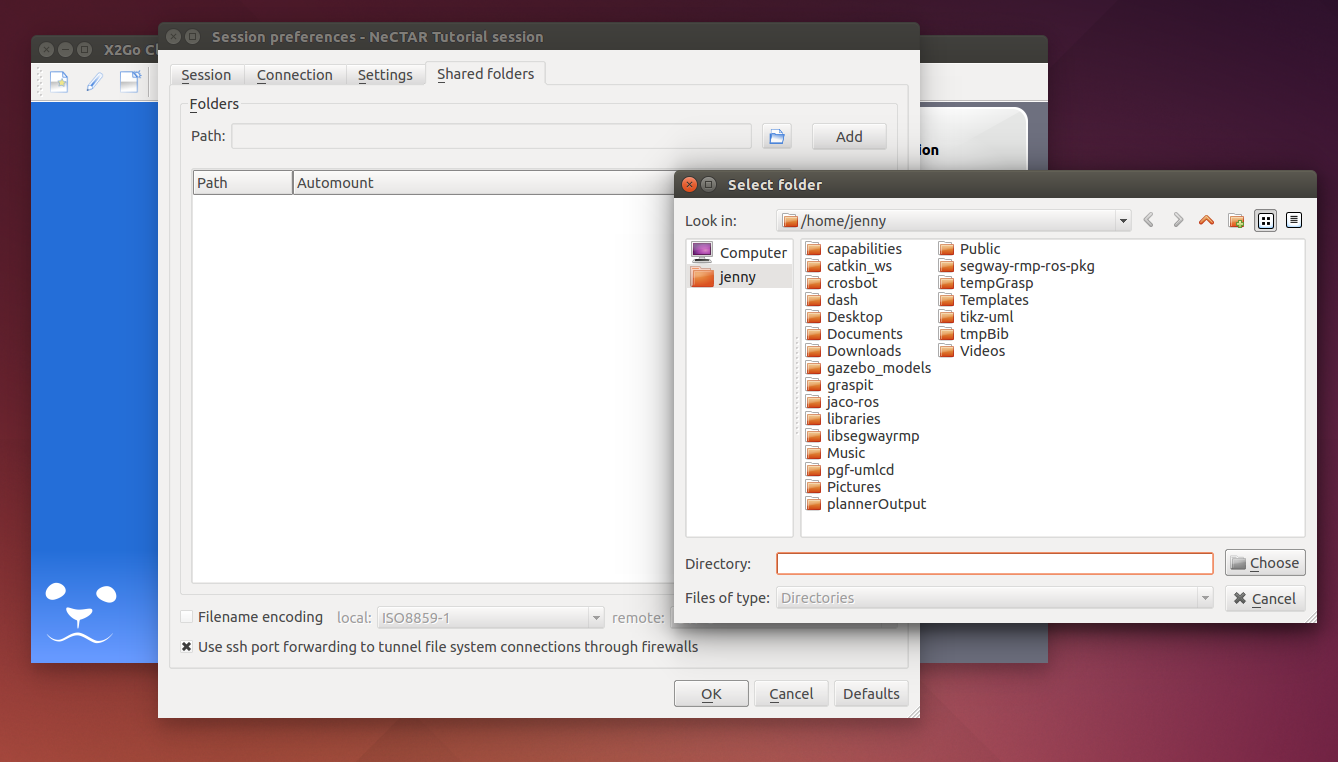 X2Go Cl
Session preferences - NeCTAR Tutorial session
Session Connection Settings Shared folders
Folders
Path: Add
Path Automount
Filename encoding local: ISO8859-1 remote:
Use ssh port forwarding to tunnel file system connections through firewalls
OK Cancel Defaults
ion
Select folder
Look in: /home/jenny
Computer
jenny
capabilities
catkin_ws
crosbot
dash
Desktop
Documents
Downloads
gazebo_models
graspit
jaco-ros
libraries
libsegwayrmp
Music
pgf-umlcd
Pictures
plannerOutput
Public
segway-rmp-ros-pkg
tempGrasp
Templates
tikz-uml
tmpBib
Videos
Directory: Choose
Files of type: Directories Cancel